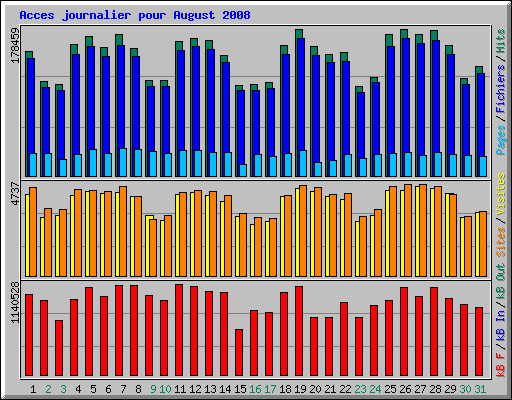 Acces journalier pour August 2008
178459
4737
1140528
Pages / Fichiers / Hits
Sites / Visites
kB F / kB In / kB Out
1 2 3 4 5 6 7 8 9 10 11 12 13 14 15 16 17 18 19 20 21 22 23 24 25 26 27 28 29 30 31